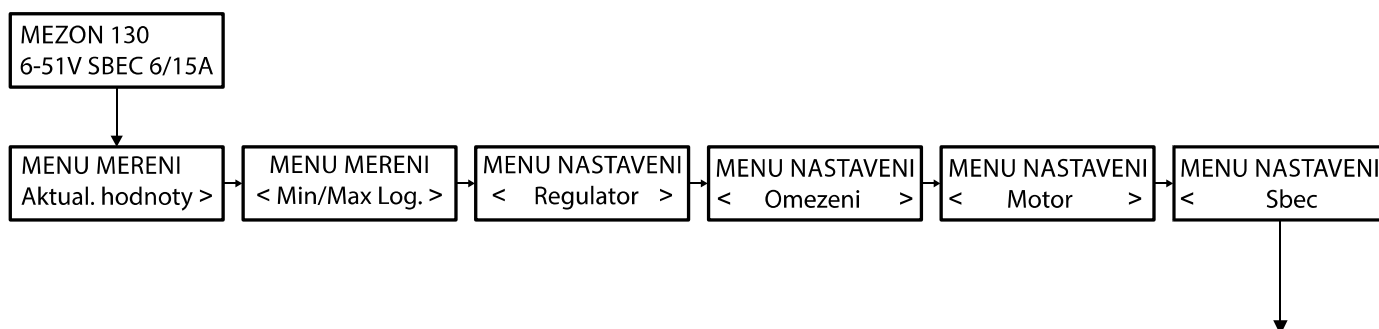 MEZON 130
6-51V SBEC 6/15A
MENU MERENI
Aktual. hodnoty >
MENU MERENI
< Min/Max Log. >
MENU NASTAVENI
< Regulator >
MENU NASTAVENI
< Omezeni >
MENU NASTAVENI
< Motor >
MENU NASTAVENI
< Sbec